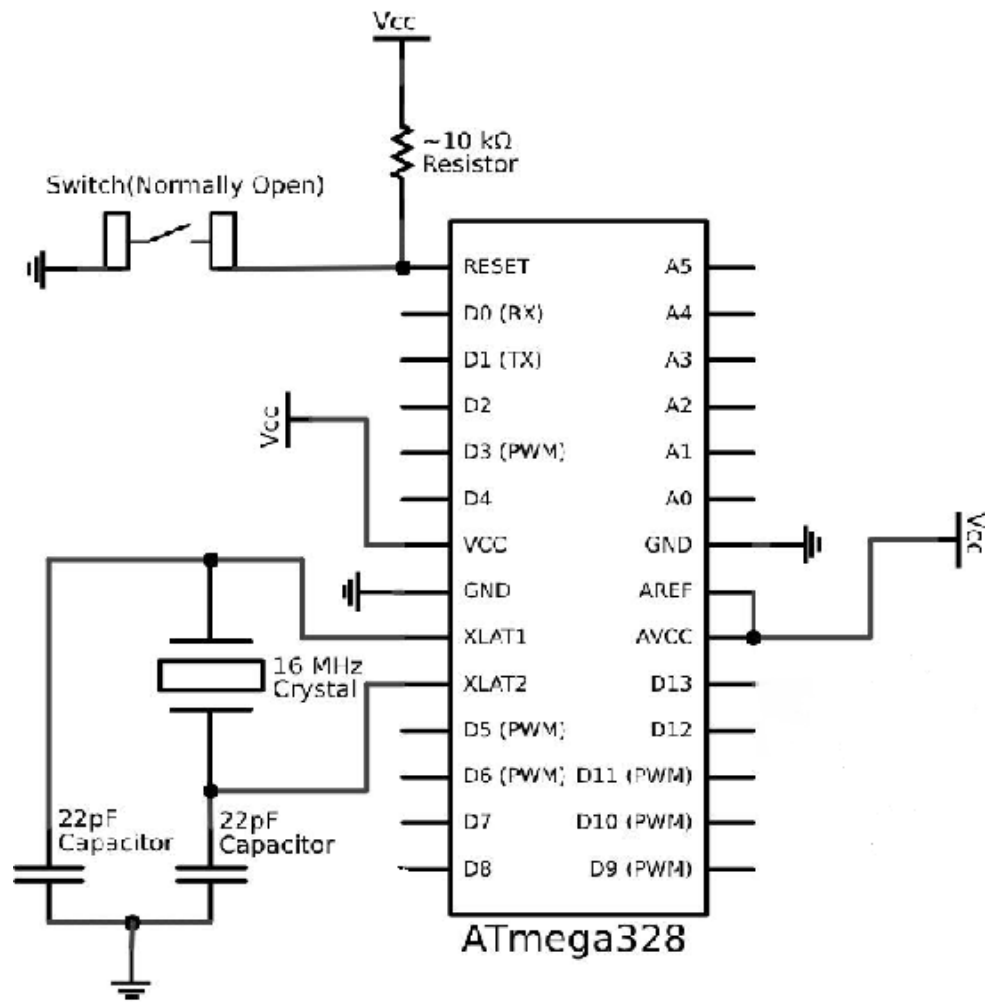 Vcc
~10 kΩ
Resistor
Switch(Normally Open)
RESET
A5
D0 (RX)
A4
D1 (TX)
A3
D2
A2
Vcc
D3 (PWM)
A1
D4
A0
VCC
GND
Vcc
GND
AREF
XLAT1
AVCC
16 MHz
Crystal
XLAT2
D13
D5 (PWM)
D12
D6 (PWM)
D11 (PWM)
22pF
Capacitor
22pF
Capacitor
D7
D10 (PWM)
D8
D9 (PWM)
ATmega328